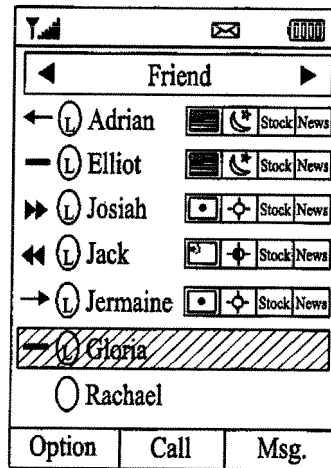 Friend
L Adrian Stock News
L Elliot Stock News
L Josiah Stock News
L Jack Stock News
L Jermaine Stock News
L Gloria
Rachael
Option Call Msg.